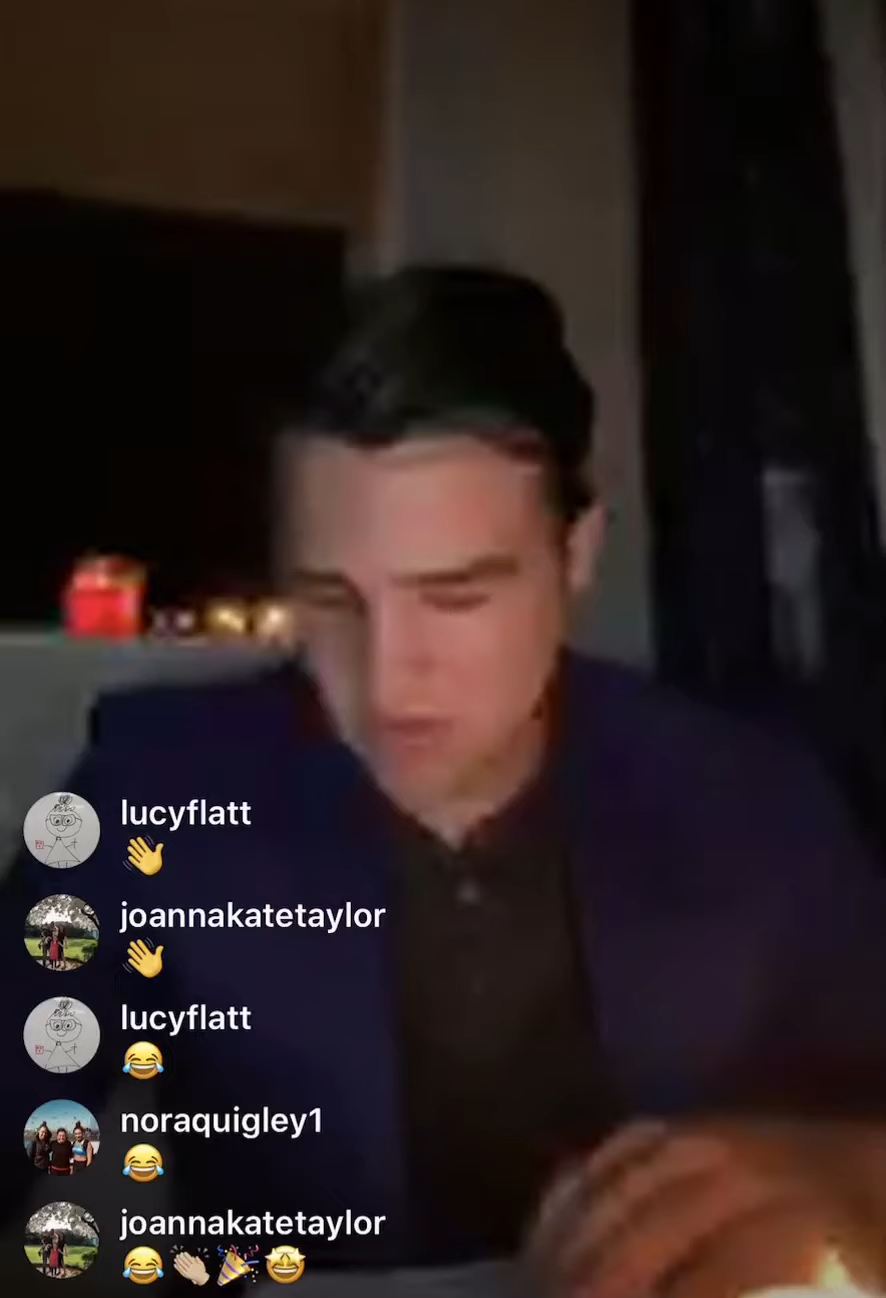 lucyflatt
👋
joannakatetaylor
👋
lucyflatt
😂
noraquigley1
😂
joannakatetaylor
😂👏🏻🎉🤩